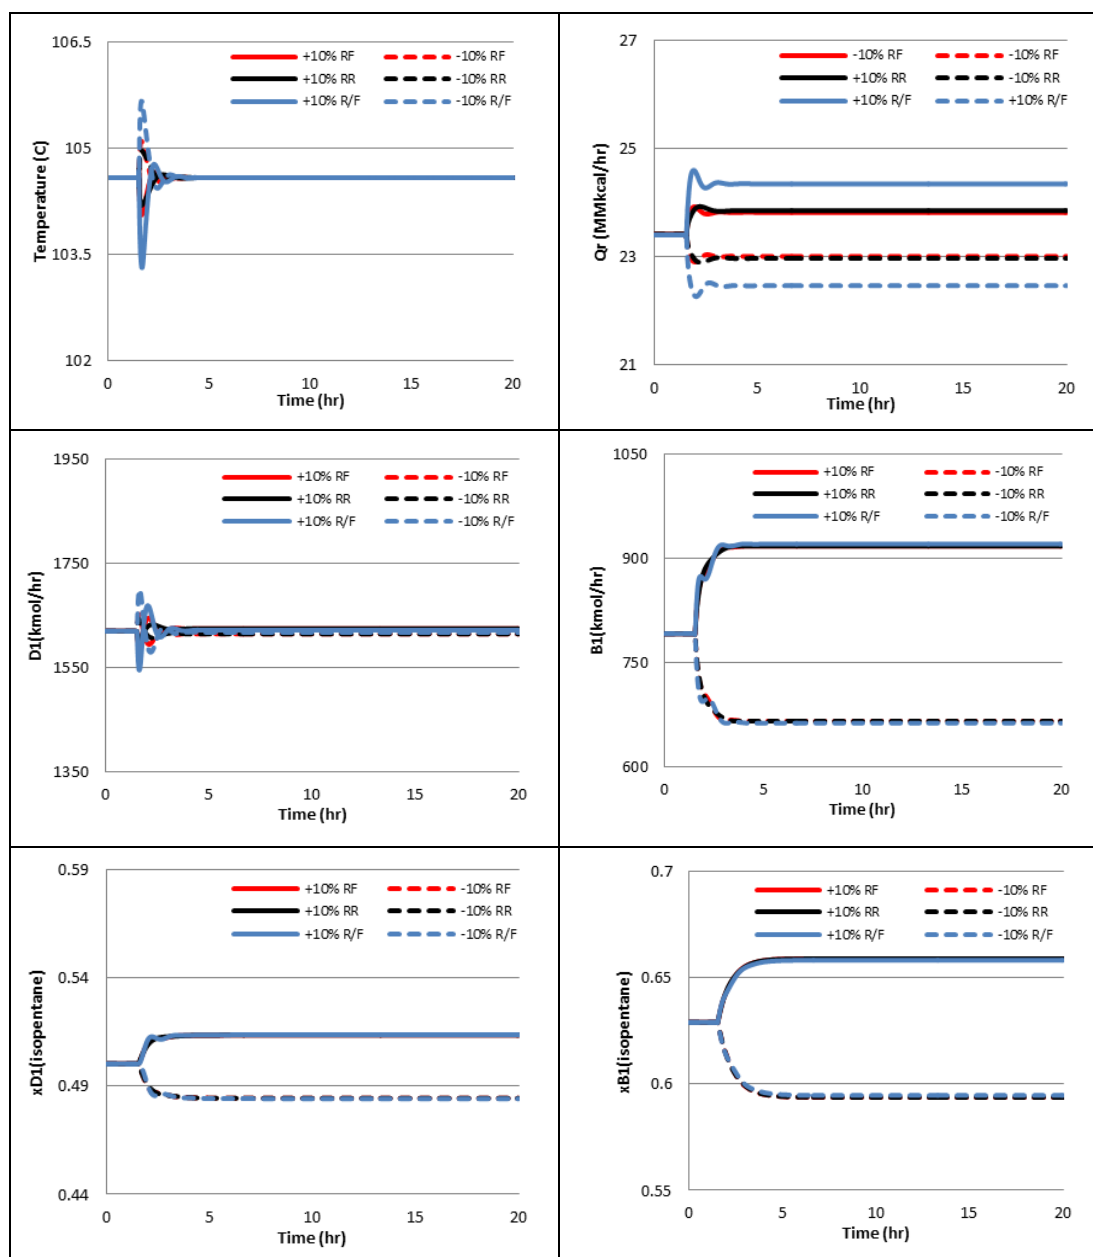 106.5
+10% RF -10% RF
+10% RR -10% RR
+10% R/F -10% R/F
105
103.5
102
Temperature (C)
0 5 10 15 20
Time (hr)
27
-10% RF -10% RF
+10% RR -10% RR
+10% R/F +10% R/F
25
23
21
Qr (MMkcal/hr)
0 5 10 15 20
Time (hr)
1950
+10% RF -10% RF
+10% RR -10% RR
+10% R/F -10% R/F
1750
1550
1350
D1(kmol/hr)
0 5 10 15 20
Time (hr)
1050
+10% RF -10% RF
+10% RR -10% RR
+10% R/F -10% R/F
900
750
600
B1(kmol/hr)
0 5 10 15 20
Time (hr)
0.59
+10% RF -10% RF
+10% RR -10% RR
+10% R/F -10% R/F
0.54
0.49
0.44
xD1(isopentane)
0 5 10 15 20
Time (hr)
0.7
+10% RF -10% RF
+10% RR -10% RR
+10% R/F -10% R/F
0.65
0.6
0.55
xB1(isopentane)
0 5 10 15 20
Time (hr)